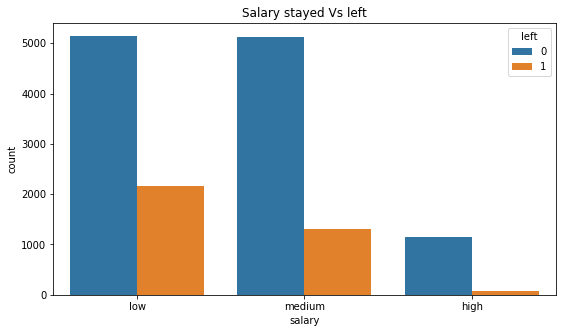 Salary stayed Vs left
left
0
1
count
5000
4000
3000
2000
1000
0
low medium high
salary